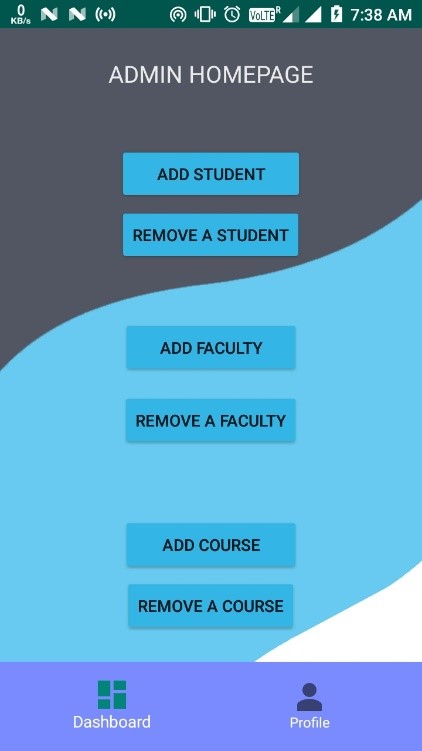 0
KB/s
VoLTE R
7:38 AM
ADMIN HOMEPAGE
ADD STUDENT
REMOVE A STUDENT
ADD FACULTY
REMOVE A FACULTY
ADD COURSE
REMOVE A COURSE
Dashboard
Profile